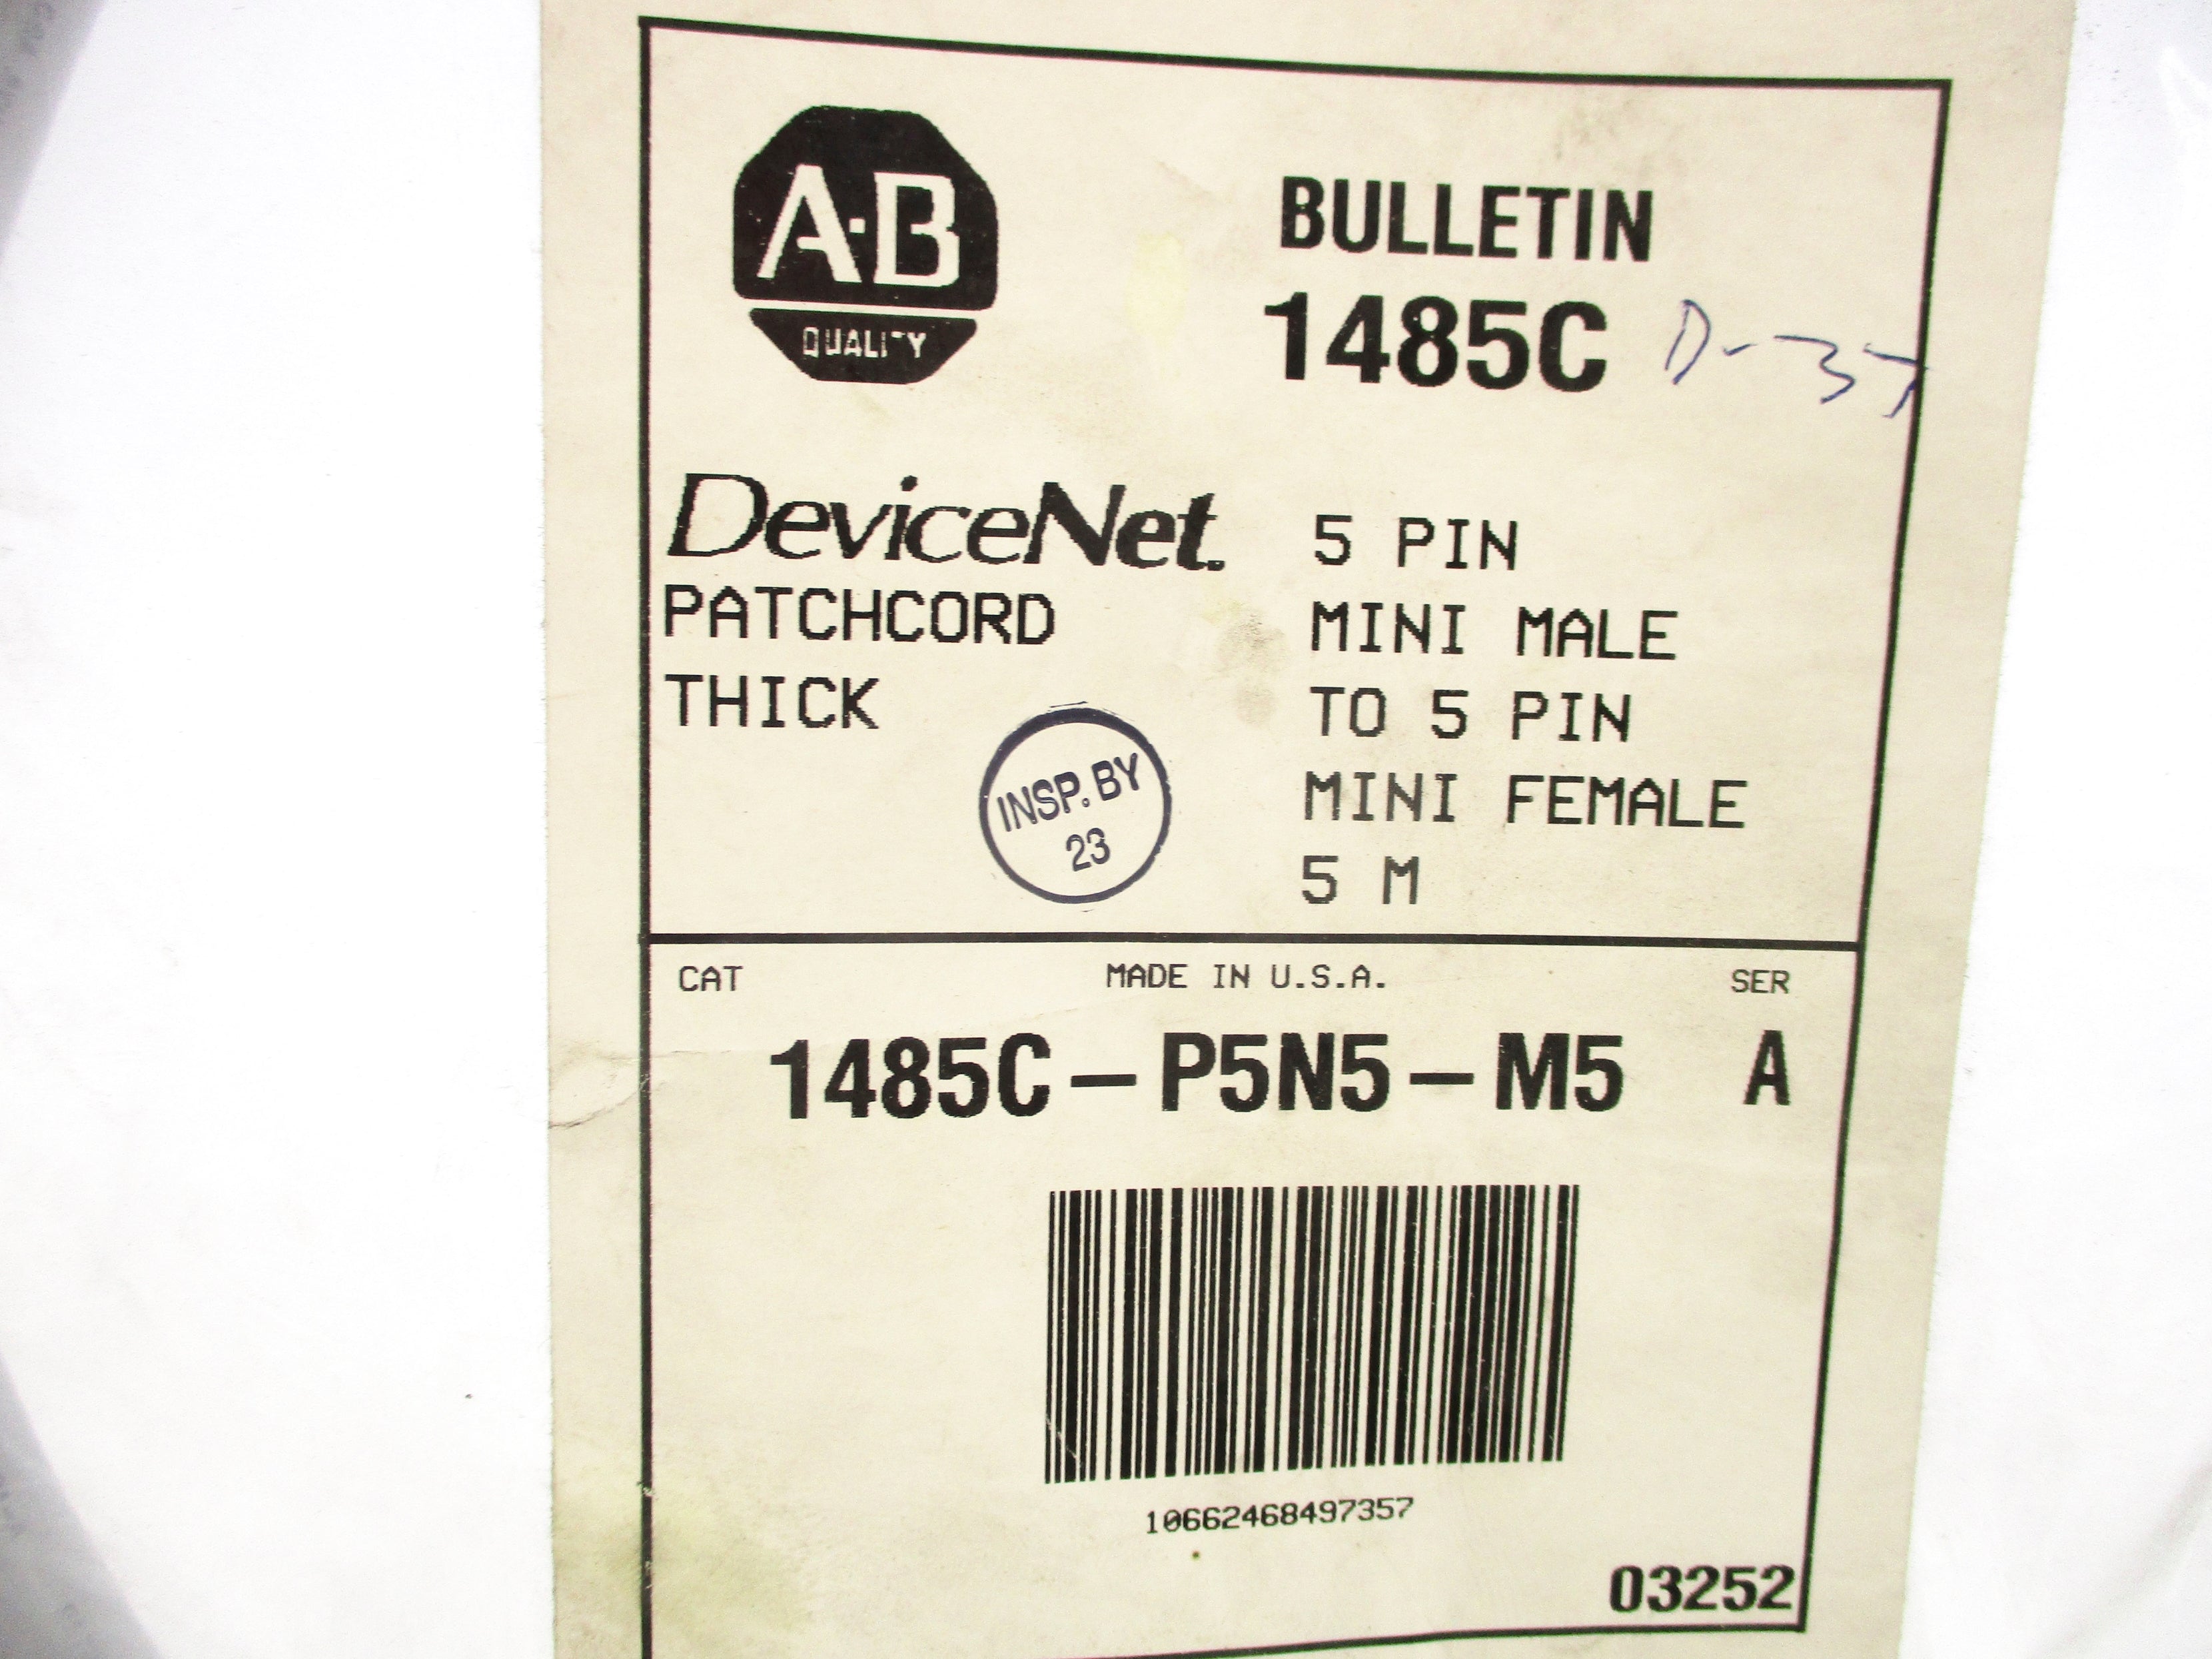 A-B
QUALITY
BULLETIN
1485C D-37
DeviceNet.
PATCHCORD
THICK
5 PIN
MINI MALE
TO 5 PIN
MINI FEMALE
5 M
INSP. BY
23
CAT MADE IN U.S.A. SER
1485C-P5N5-M5 A
10662468497357
03252